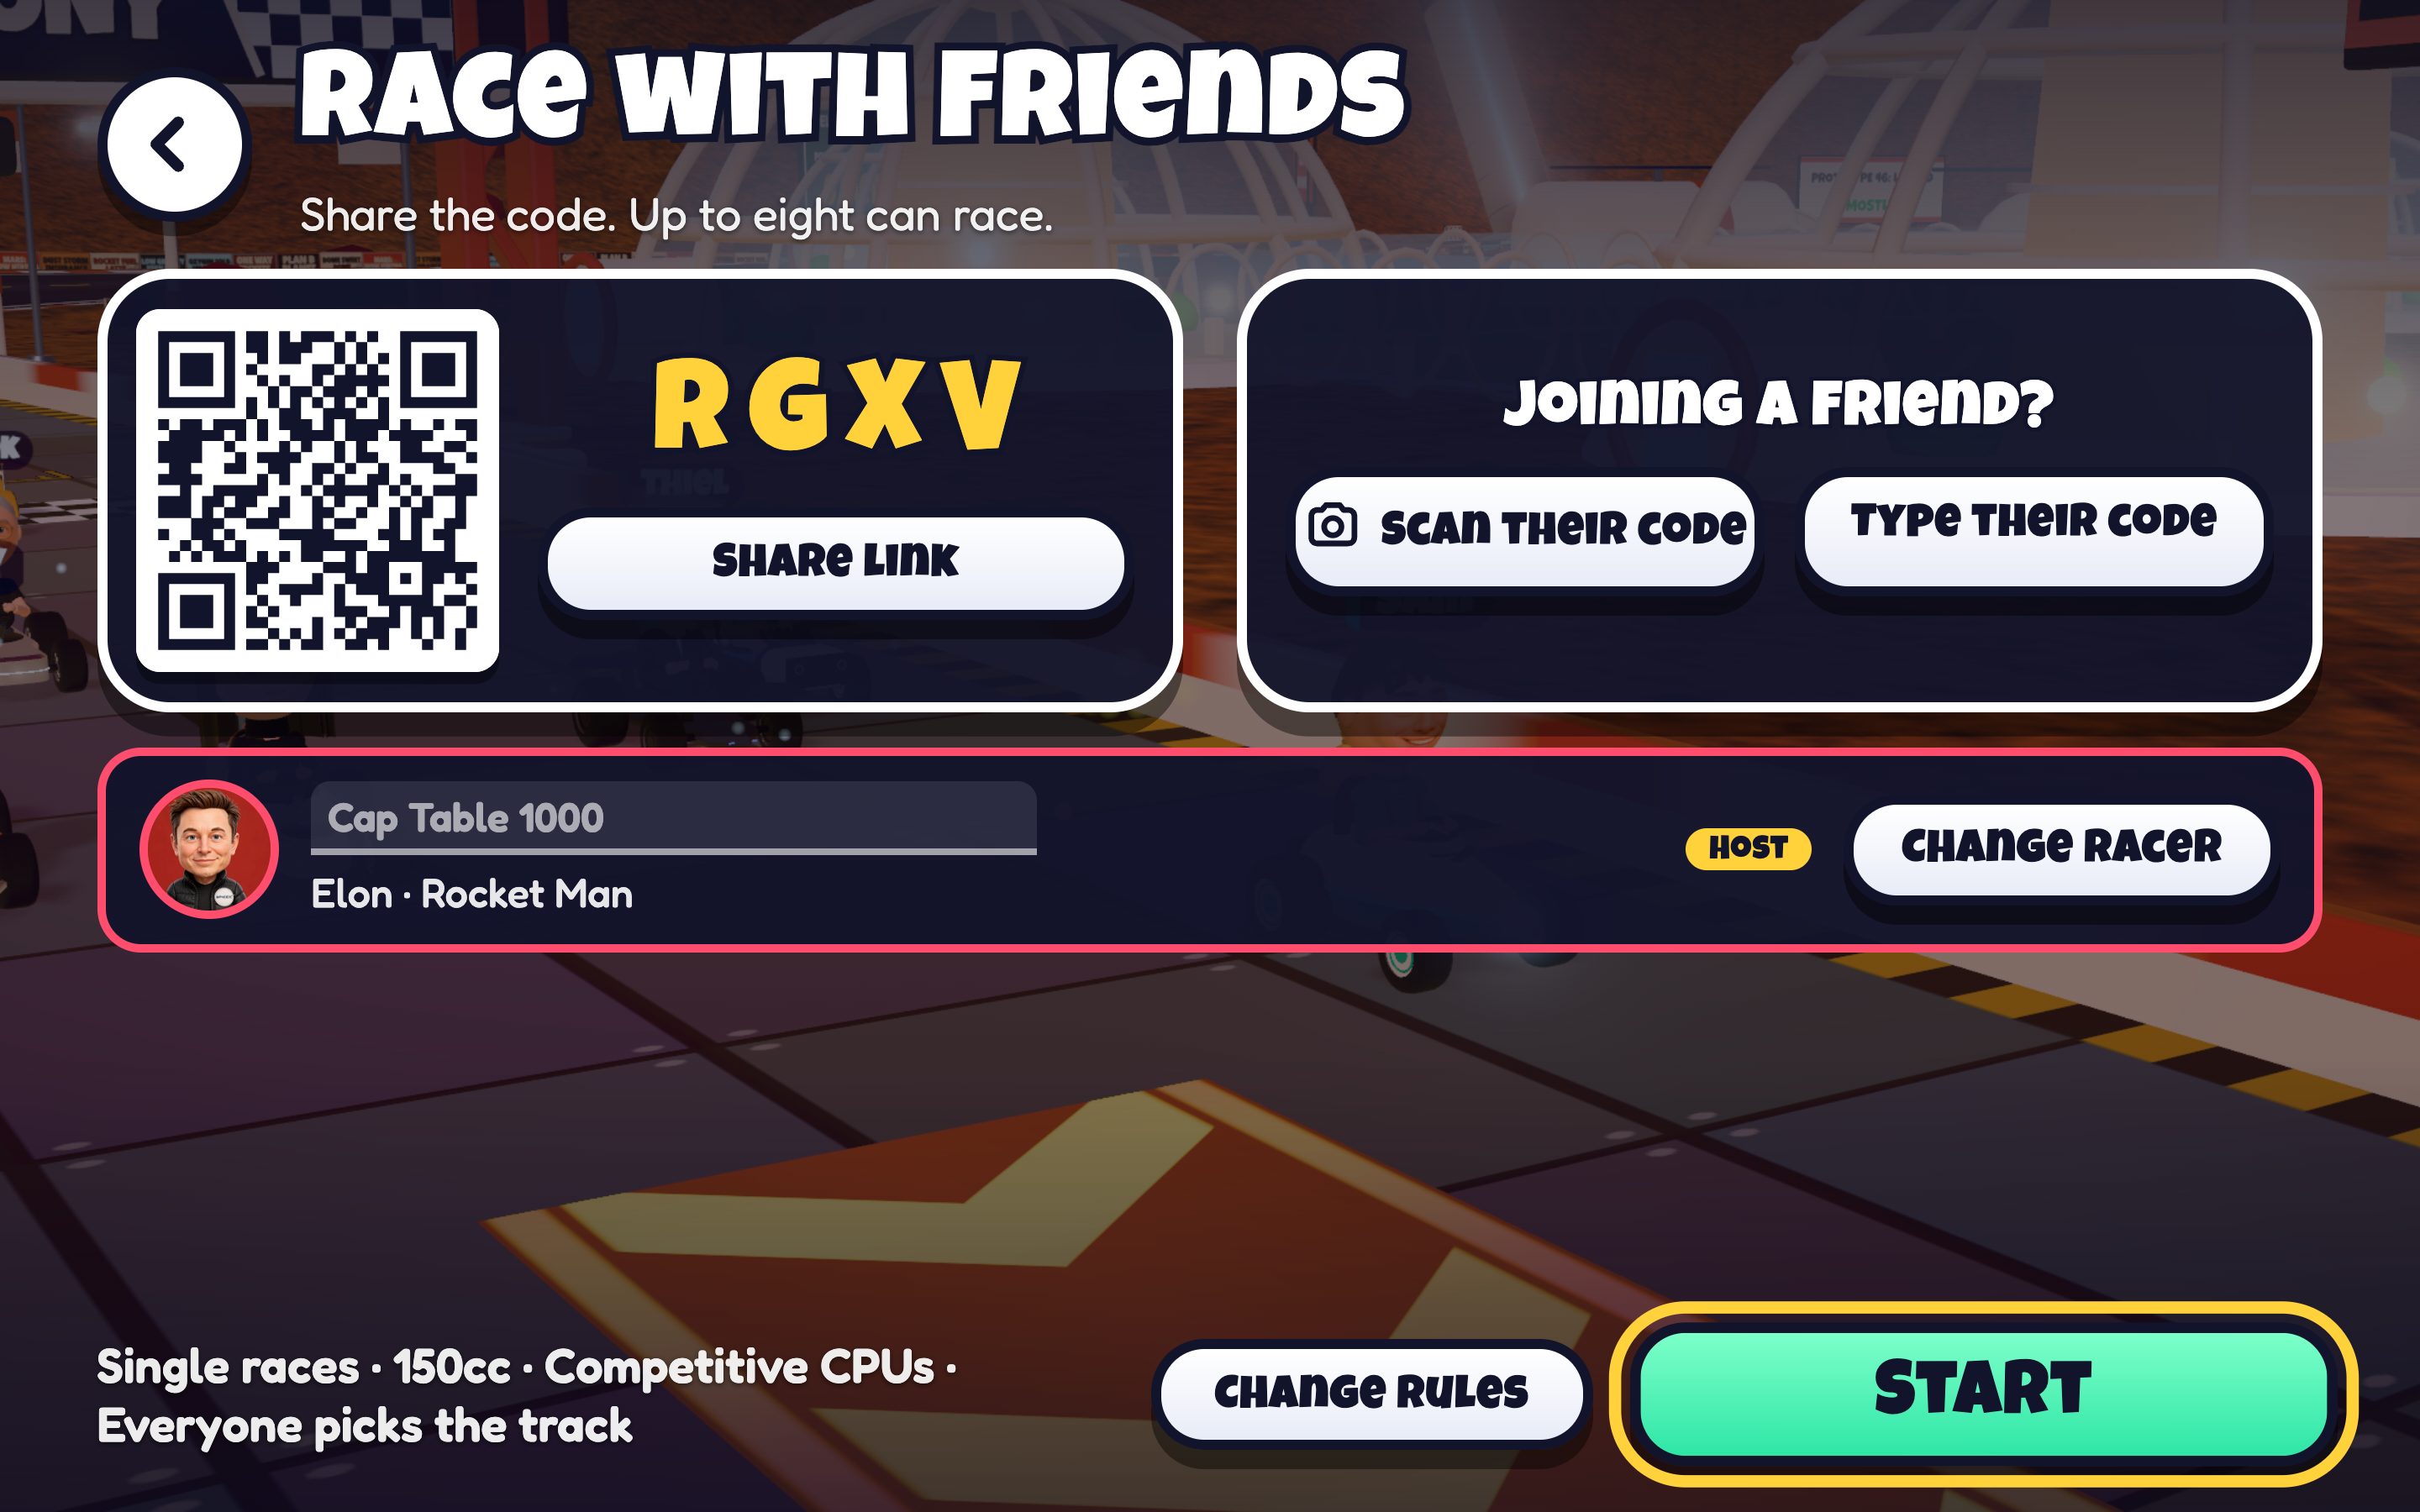 RACE WITH FRIENDS
Share the code. Up to eight can race.
RGXV
SHARE LINK
JOINING A FRIEND?
SCAN THEIR CODE
TYPE THEIR CODE
Cap Table 1000
Elon · Rocket Man
HOST
CHANGE RACER
Single races · 150cc · Competitive CPUs ·
Everyone picks the track
CHANGE RULES
START
THIEL